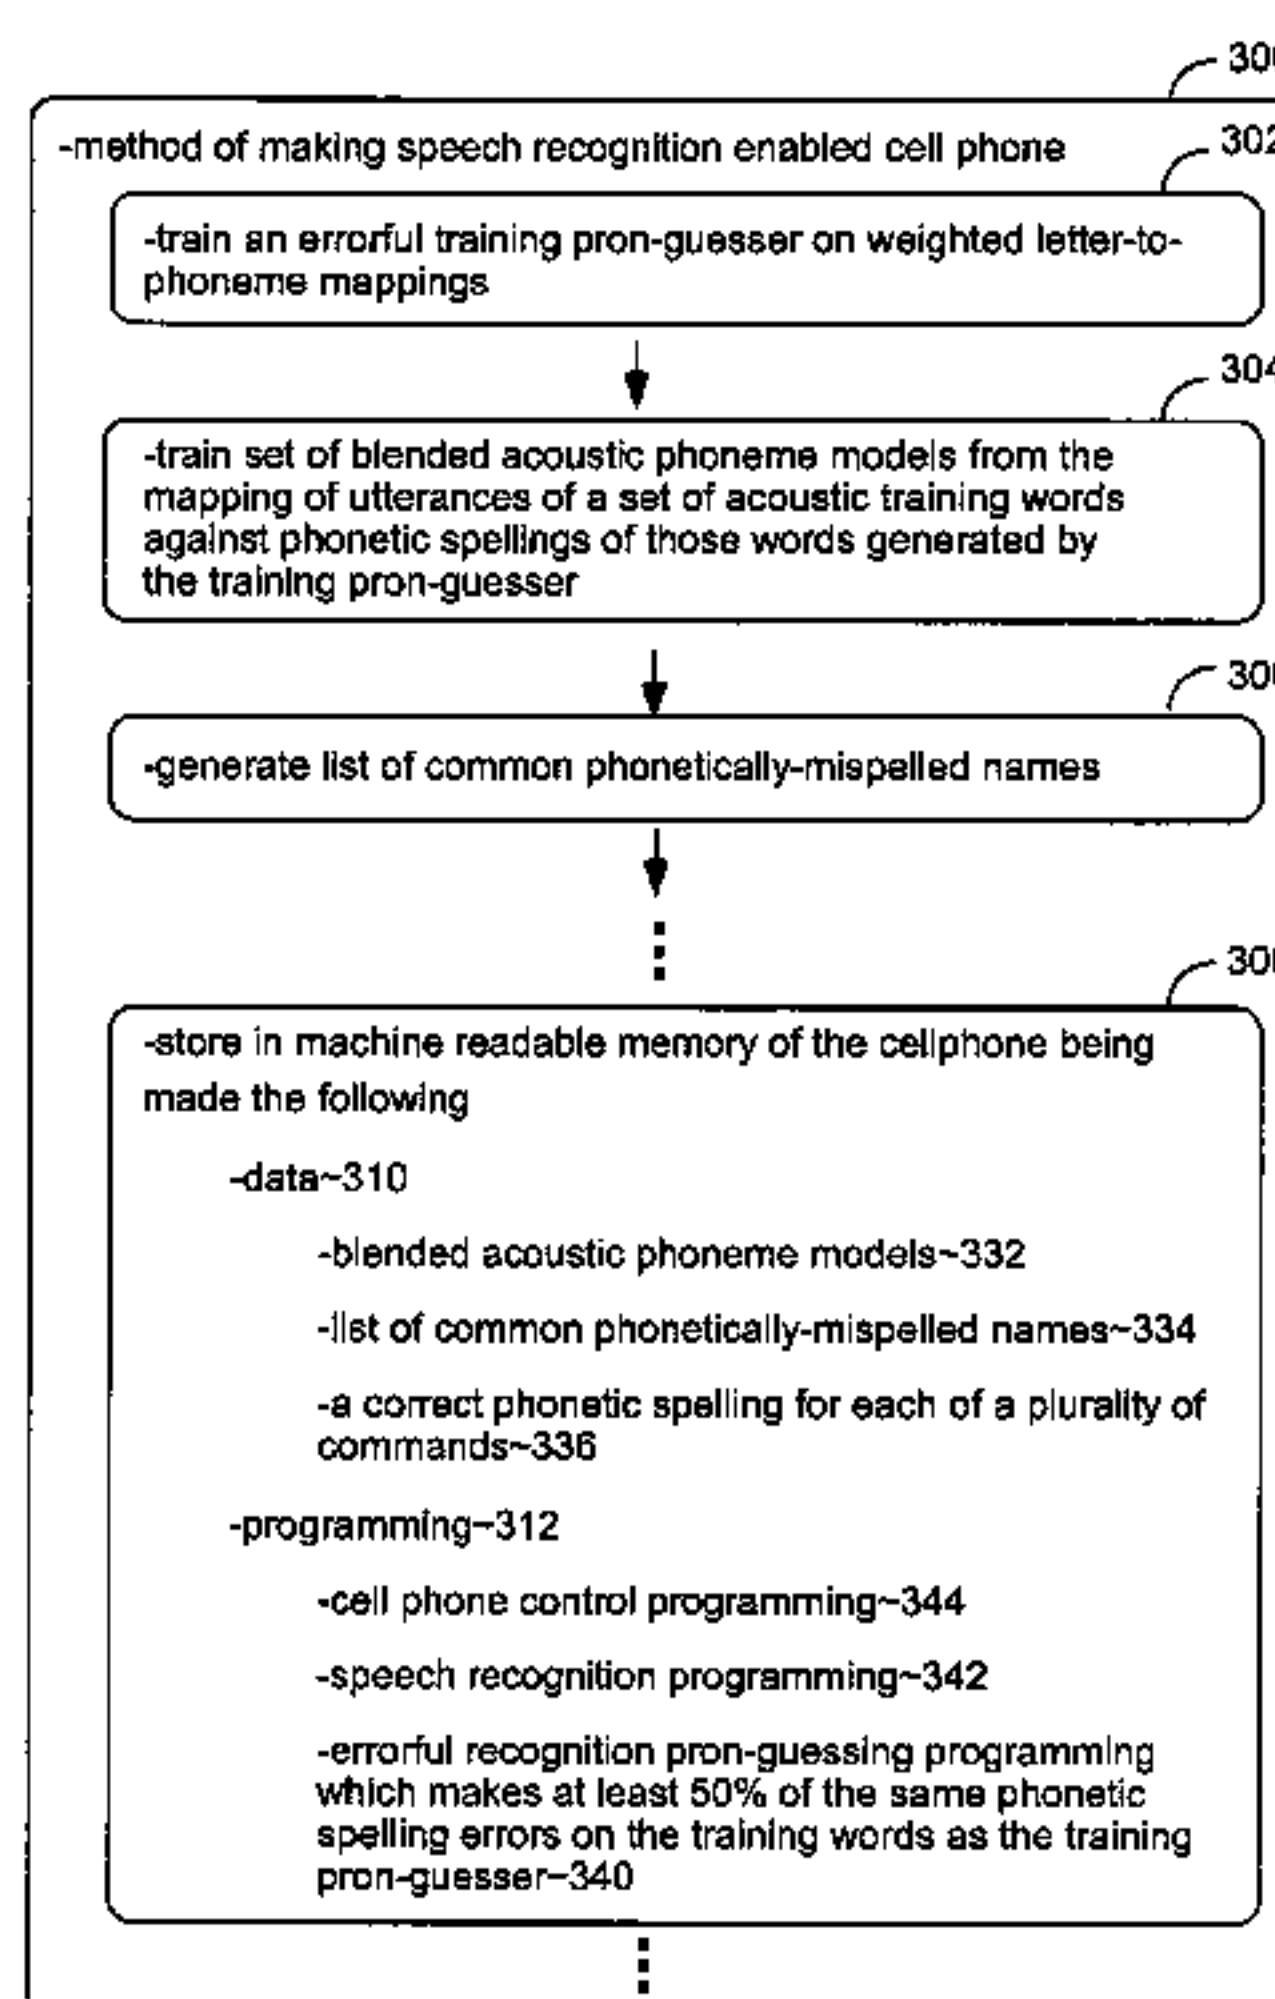 30
-method of making speech recognition enabled cell phone
302
-train an errorful training pron-guesser on weighted letter-to-
phoneme mappings
304
-train set of blended acoustic phoneme models from the
mapping of utterances of a set of acoustic training words
against phonetic spellings of those words generated by
the training pron-guesser
30
-generate list of common phonetically-mispelled names
30
-store in machine readable memory of the cellphone being
made the following
-data~310
-blended acoustic phoneme models~332
-list of common phonetically-mispelled names~334
-a correct phonetic spelling for each of a plurality of
commands~336
-programming~312
-cell phone control programming~344
-speech recognition programming~342
-errorful recognition pron-guessing programming
which makes at least 50% of the same phonetic
spelling errors on the training words as the training
pron-guesser~340